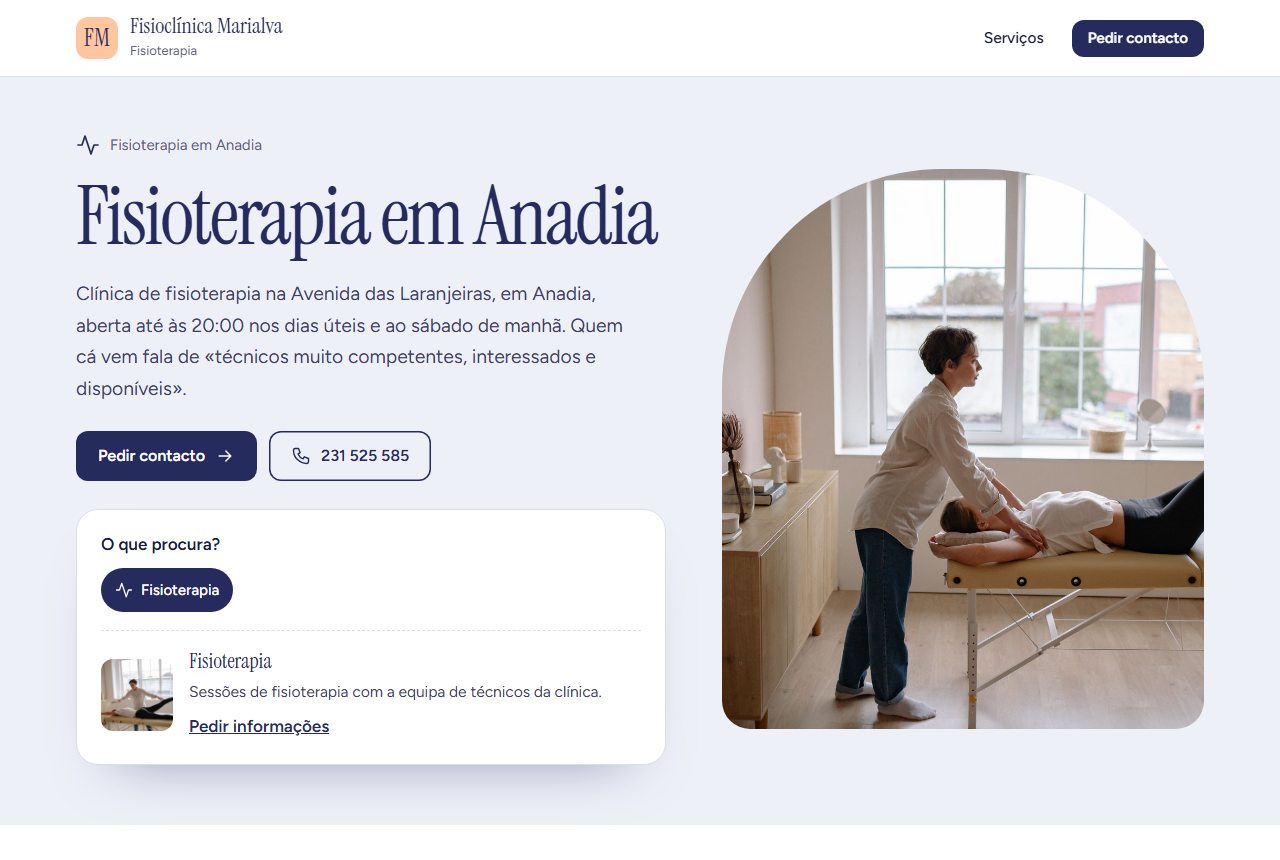 FM
Fisioclínica Marialva
Fisioterapia
Serviços
Pedir contacto
Fisioterapia em Anadia
Fisioterapia em Anadia
Clínica de fisioterapia na Avenida das Laranjeiras, em Anadia,
aberta até às 20:00 nos dias úteis e ao sábado de manhã. Quem
cá vem fala de «técnicos muito competentes, interessados e
disponíveis».
Pedir contacto
231 525 585
O que procura?
Fisioterapia
Fisioterapia
Sessões de fisioterapia com a equipa de técnicos da clínica.
Pedir informações